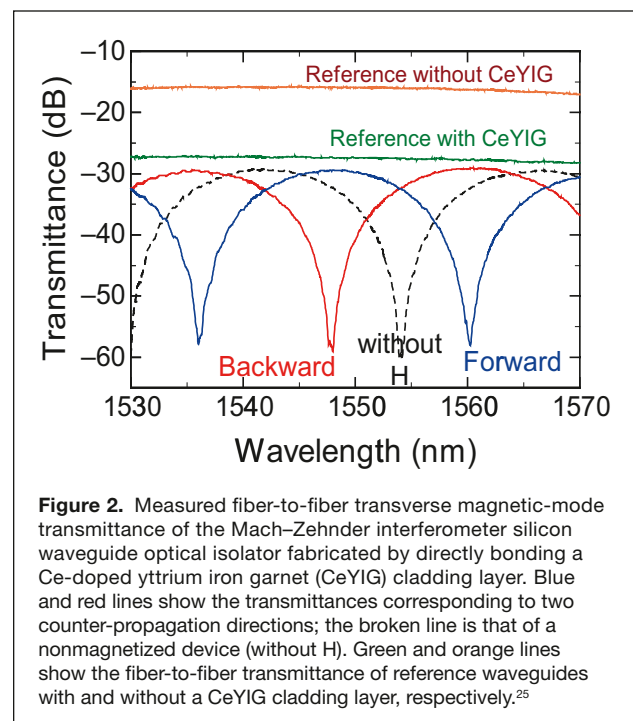 −10
Reference without CeYIG
−20
Reference with CeYIG
−30
−40
−50
−60
Transmittance (dB)
Backward
without
H
Forward
1530
1540
1550
1560
1570
Wavelength (nm)
Figure 2. Measured fiber-to-fiber transverse magnetic-mode
transmittance of the Mach–Zehnder interferometer silicon
waveguide optical isolator fabricated by directly bonding a
Ce-doped yttrium iron garnet (CeYIG) cladding layer. Blue
and red lines show the transmittances corresponding to two
counter-propagation directions; the broken line is that of a
nonmagnetized device (without H). Green and orange lines
show the fiber-to-fiber transmittance of reference waveguides
with and without a CeYIG cladding layer, respectively.²⁵